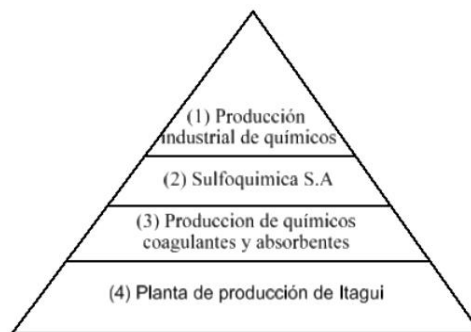 (1) Producción
industrial de químicos
(2) Sulfoquimica S.A
(3) Produccion de químicos
coagulantes y absorbentes
(4) Planta de producción de Itagui